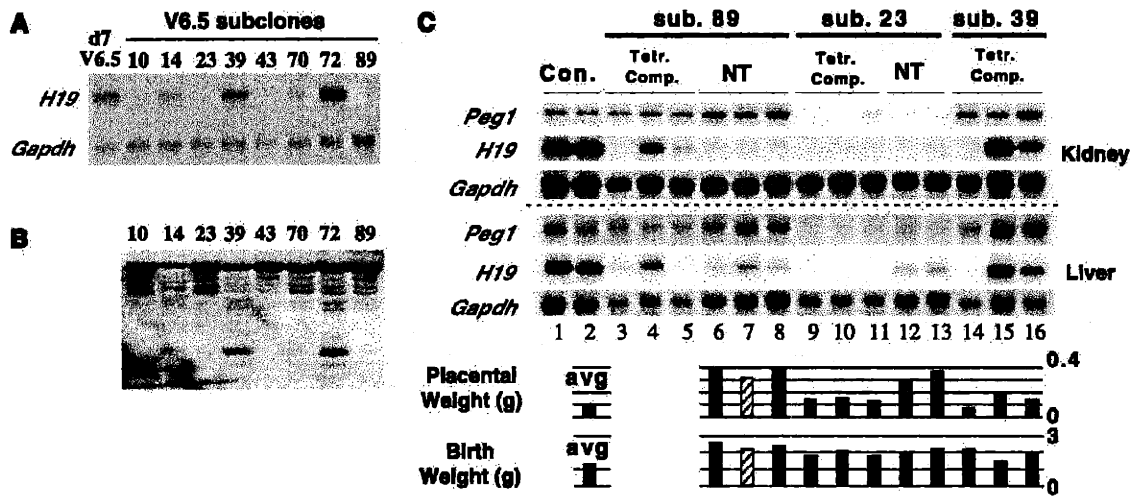 A
V6.5 subclones
d7
V6.5 10 14 23 39 43 70 72 89
H19
Gapdh
B
10 14 23 39 43 70 72 89
C
sub. 89 sub. 23 sub. 39
Con. Tetr. Comp. NT Tetr. Comp. NT Tetr. Comp.
Peg1
H19
Kidney
Gapdh
Peg1
H19
Liver
Gapdh
1 2 3 4 5 6 7 8 9 10 11 12 13 14 15 16
Placental Weight (g)
avg
0.4
0
Birth Weight (g)
avg
3
0